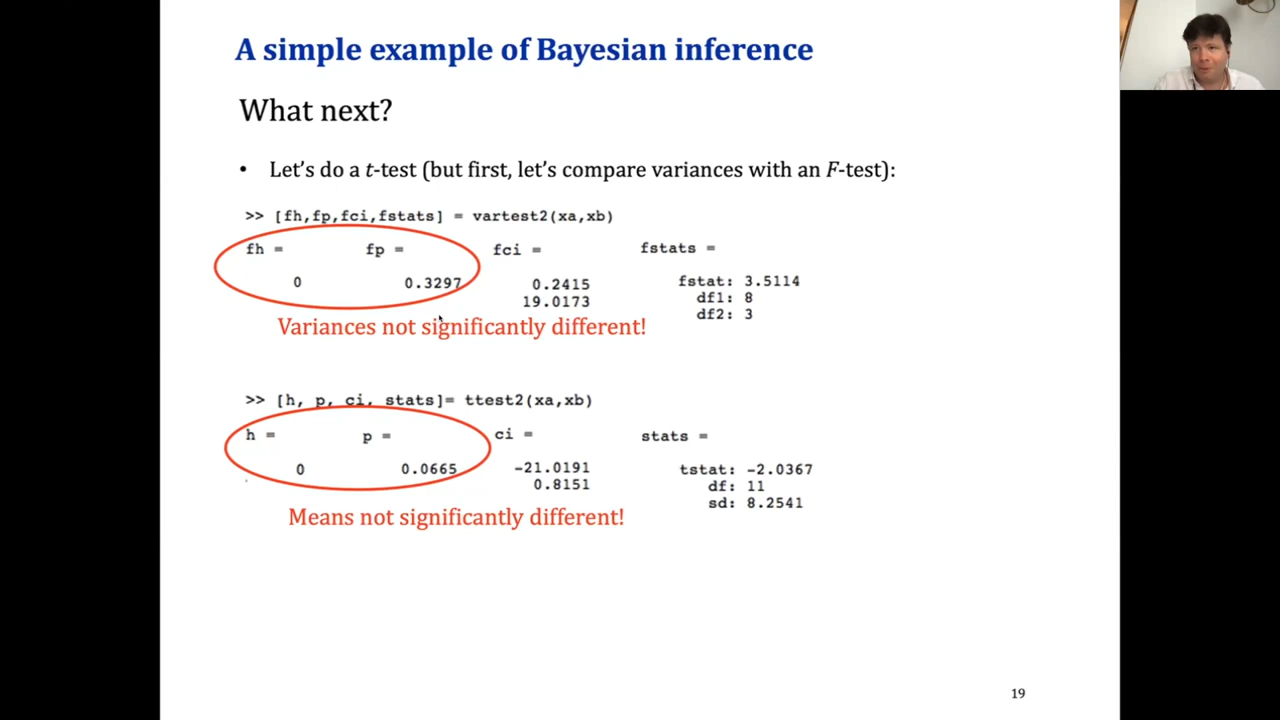 A simple example of Bayesian inference
What next?
• Let's do a t-test (but first, let's compare variances with an F-test):
>> [fh,fp,fci,fstats] = vartest2(xa,xb)
fh = fp = fci = fstats =
0 0.3297 0.2415 fstat: 3.5114
19.0173 df1: 8
df2: 3
Variances not significantly different!
>> [h, p, ci, stats]= ttest2(xa,xb)
h = p = ci = stats =
0 0.0665 -21.0191 tstat: -2.0367
0.8151 df: 11
sd: 8.2541
Means not significantly different!
19